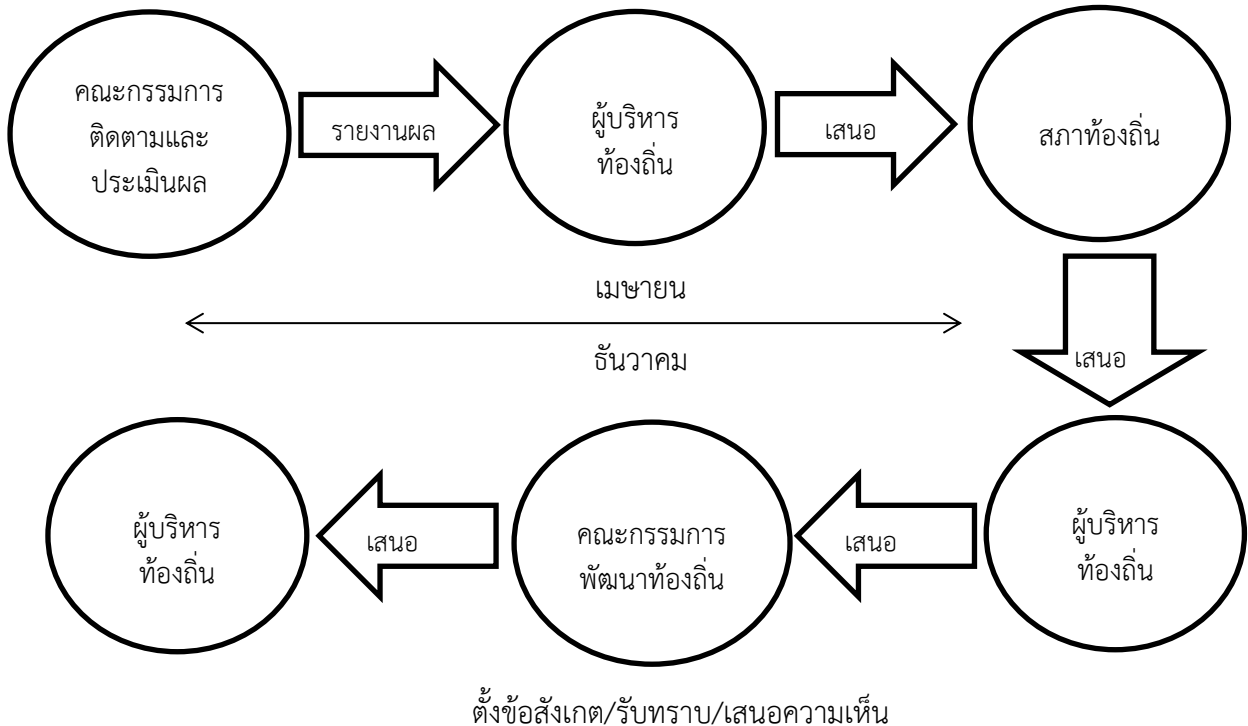 คณะกรรมการ
ติดตามและ
ประเมินผล
รายงานผล
ผู้บริหาร
ท้องถิ่น
เสนอ
สภาท้องถิ่น
เมษายน
ธันวาคม
เสนอ
ผู้บริหาร
ท้องถิ่น
เสนอ
คณะกรรมการ
พัฒนาท้องถิ่น
เสนอ
ผู้บริหาร
ท้องถิ่น
ตั้งข้อสังเกต/รับทราบ/เสนอความเห็น